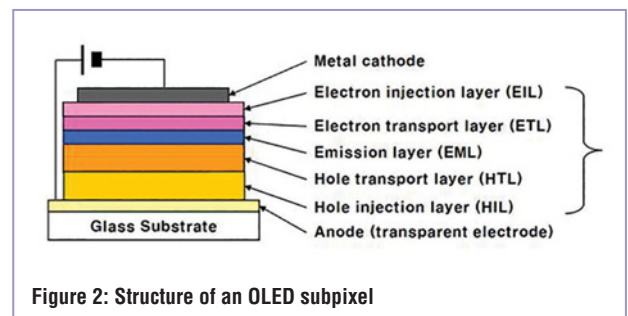 Metal cathode
Electron injection layer (EIL)
Electron transport layer (ETL)
Emission layer (EML)
Hole transport layer (HTL)
Hole injection layer (HIL)
Anode (transparent electrode)
Glass Substrate
Figure 2: Structure of an OLED subpixel